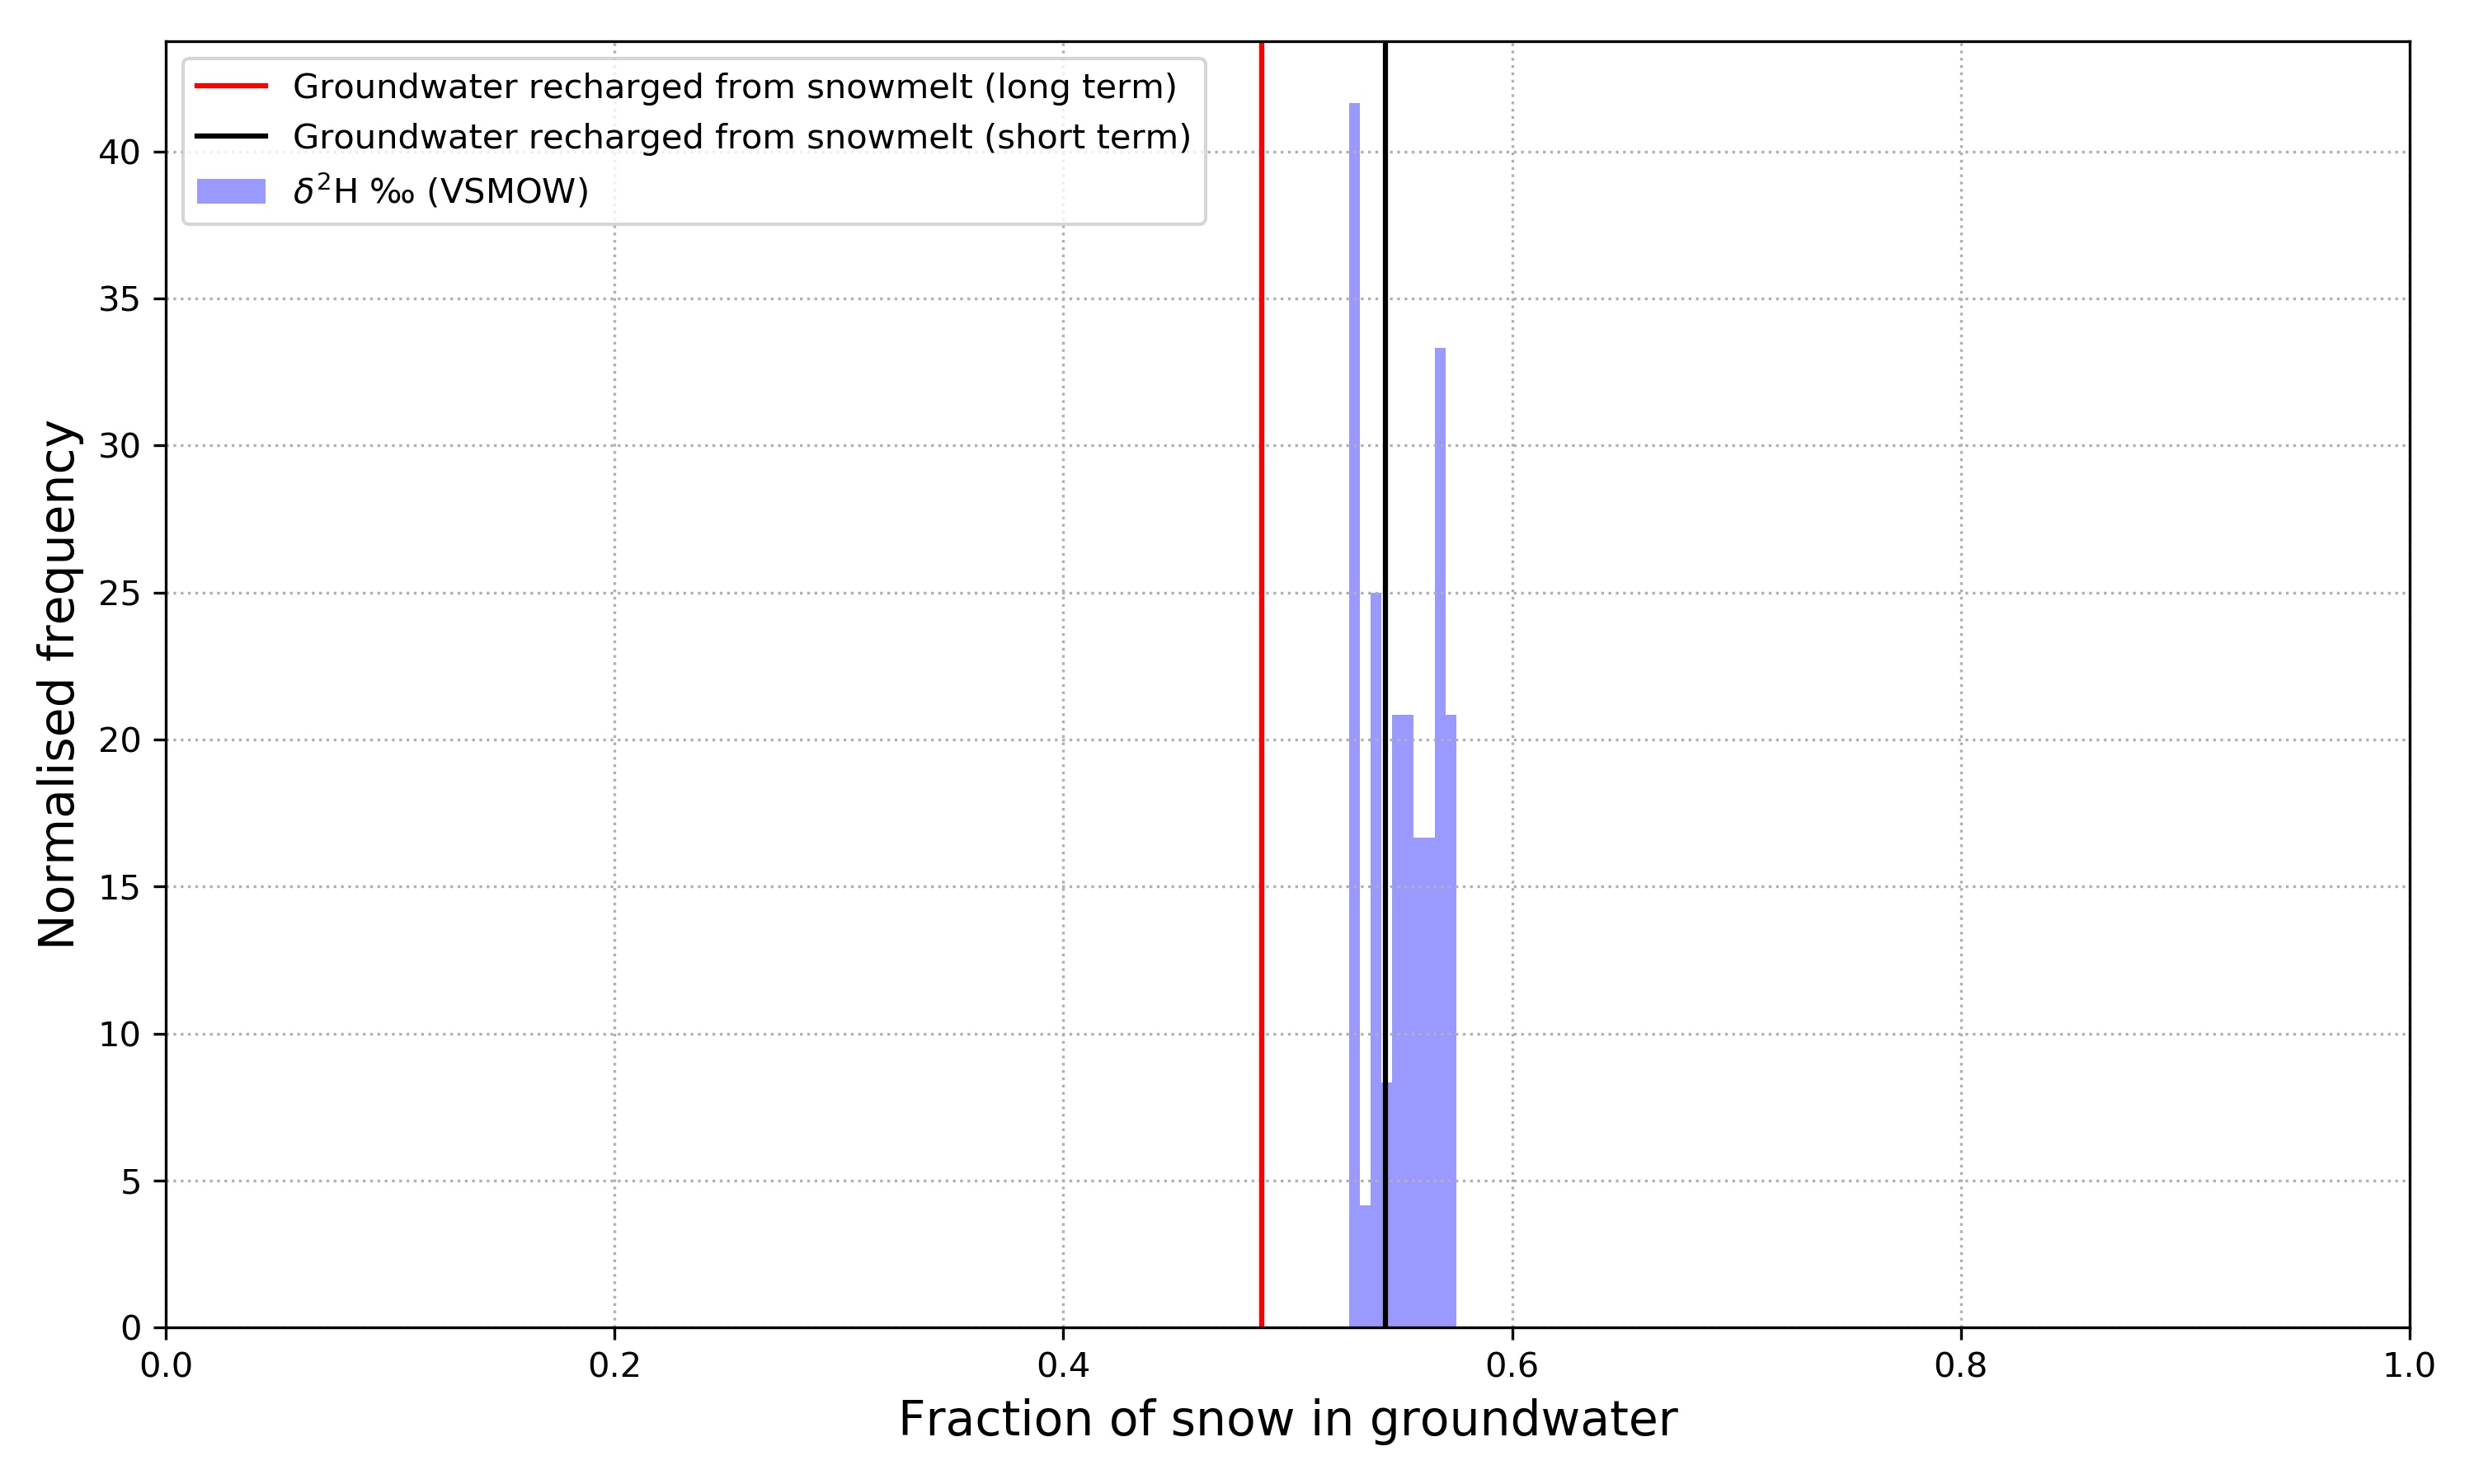 Groundwater recharged from snowmelt (long term)
Groundwater recharged from snowmelt (short term)
δ²H ‰ (VSMOW)
Normalised frequency
40
35
30
25
20
15
10
5
0
0.0 0.2 0.4 0.6 0.8 1.0
Fraction of snow in groundwater